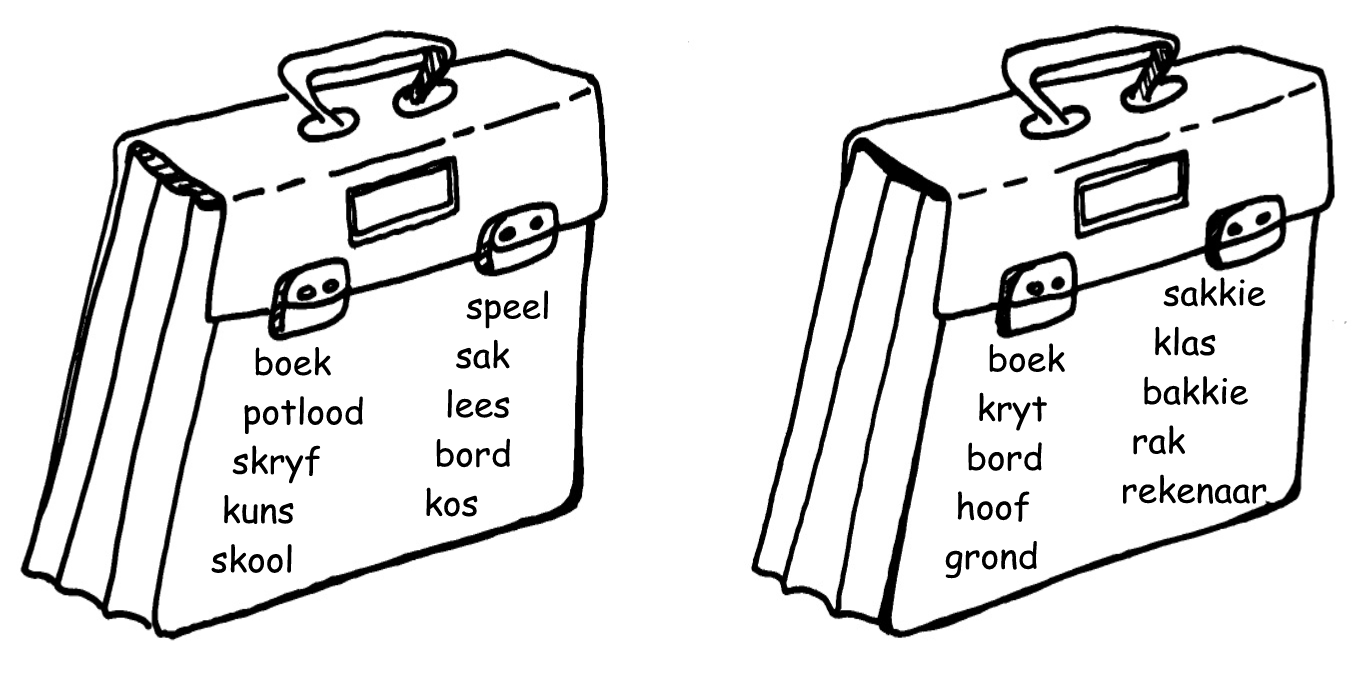 boek
potlood
skryf
kuns
skool
speel
sak
lees
bord
kos
boek
kryt
bord
hoof
grond
sakkie
klas
bakkie
rak
rekenaar